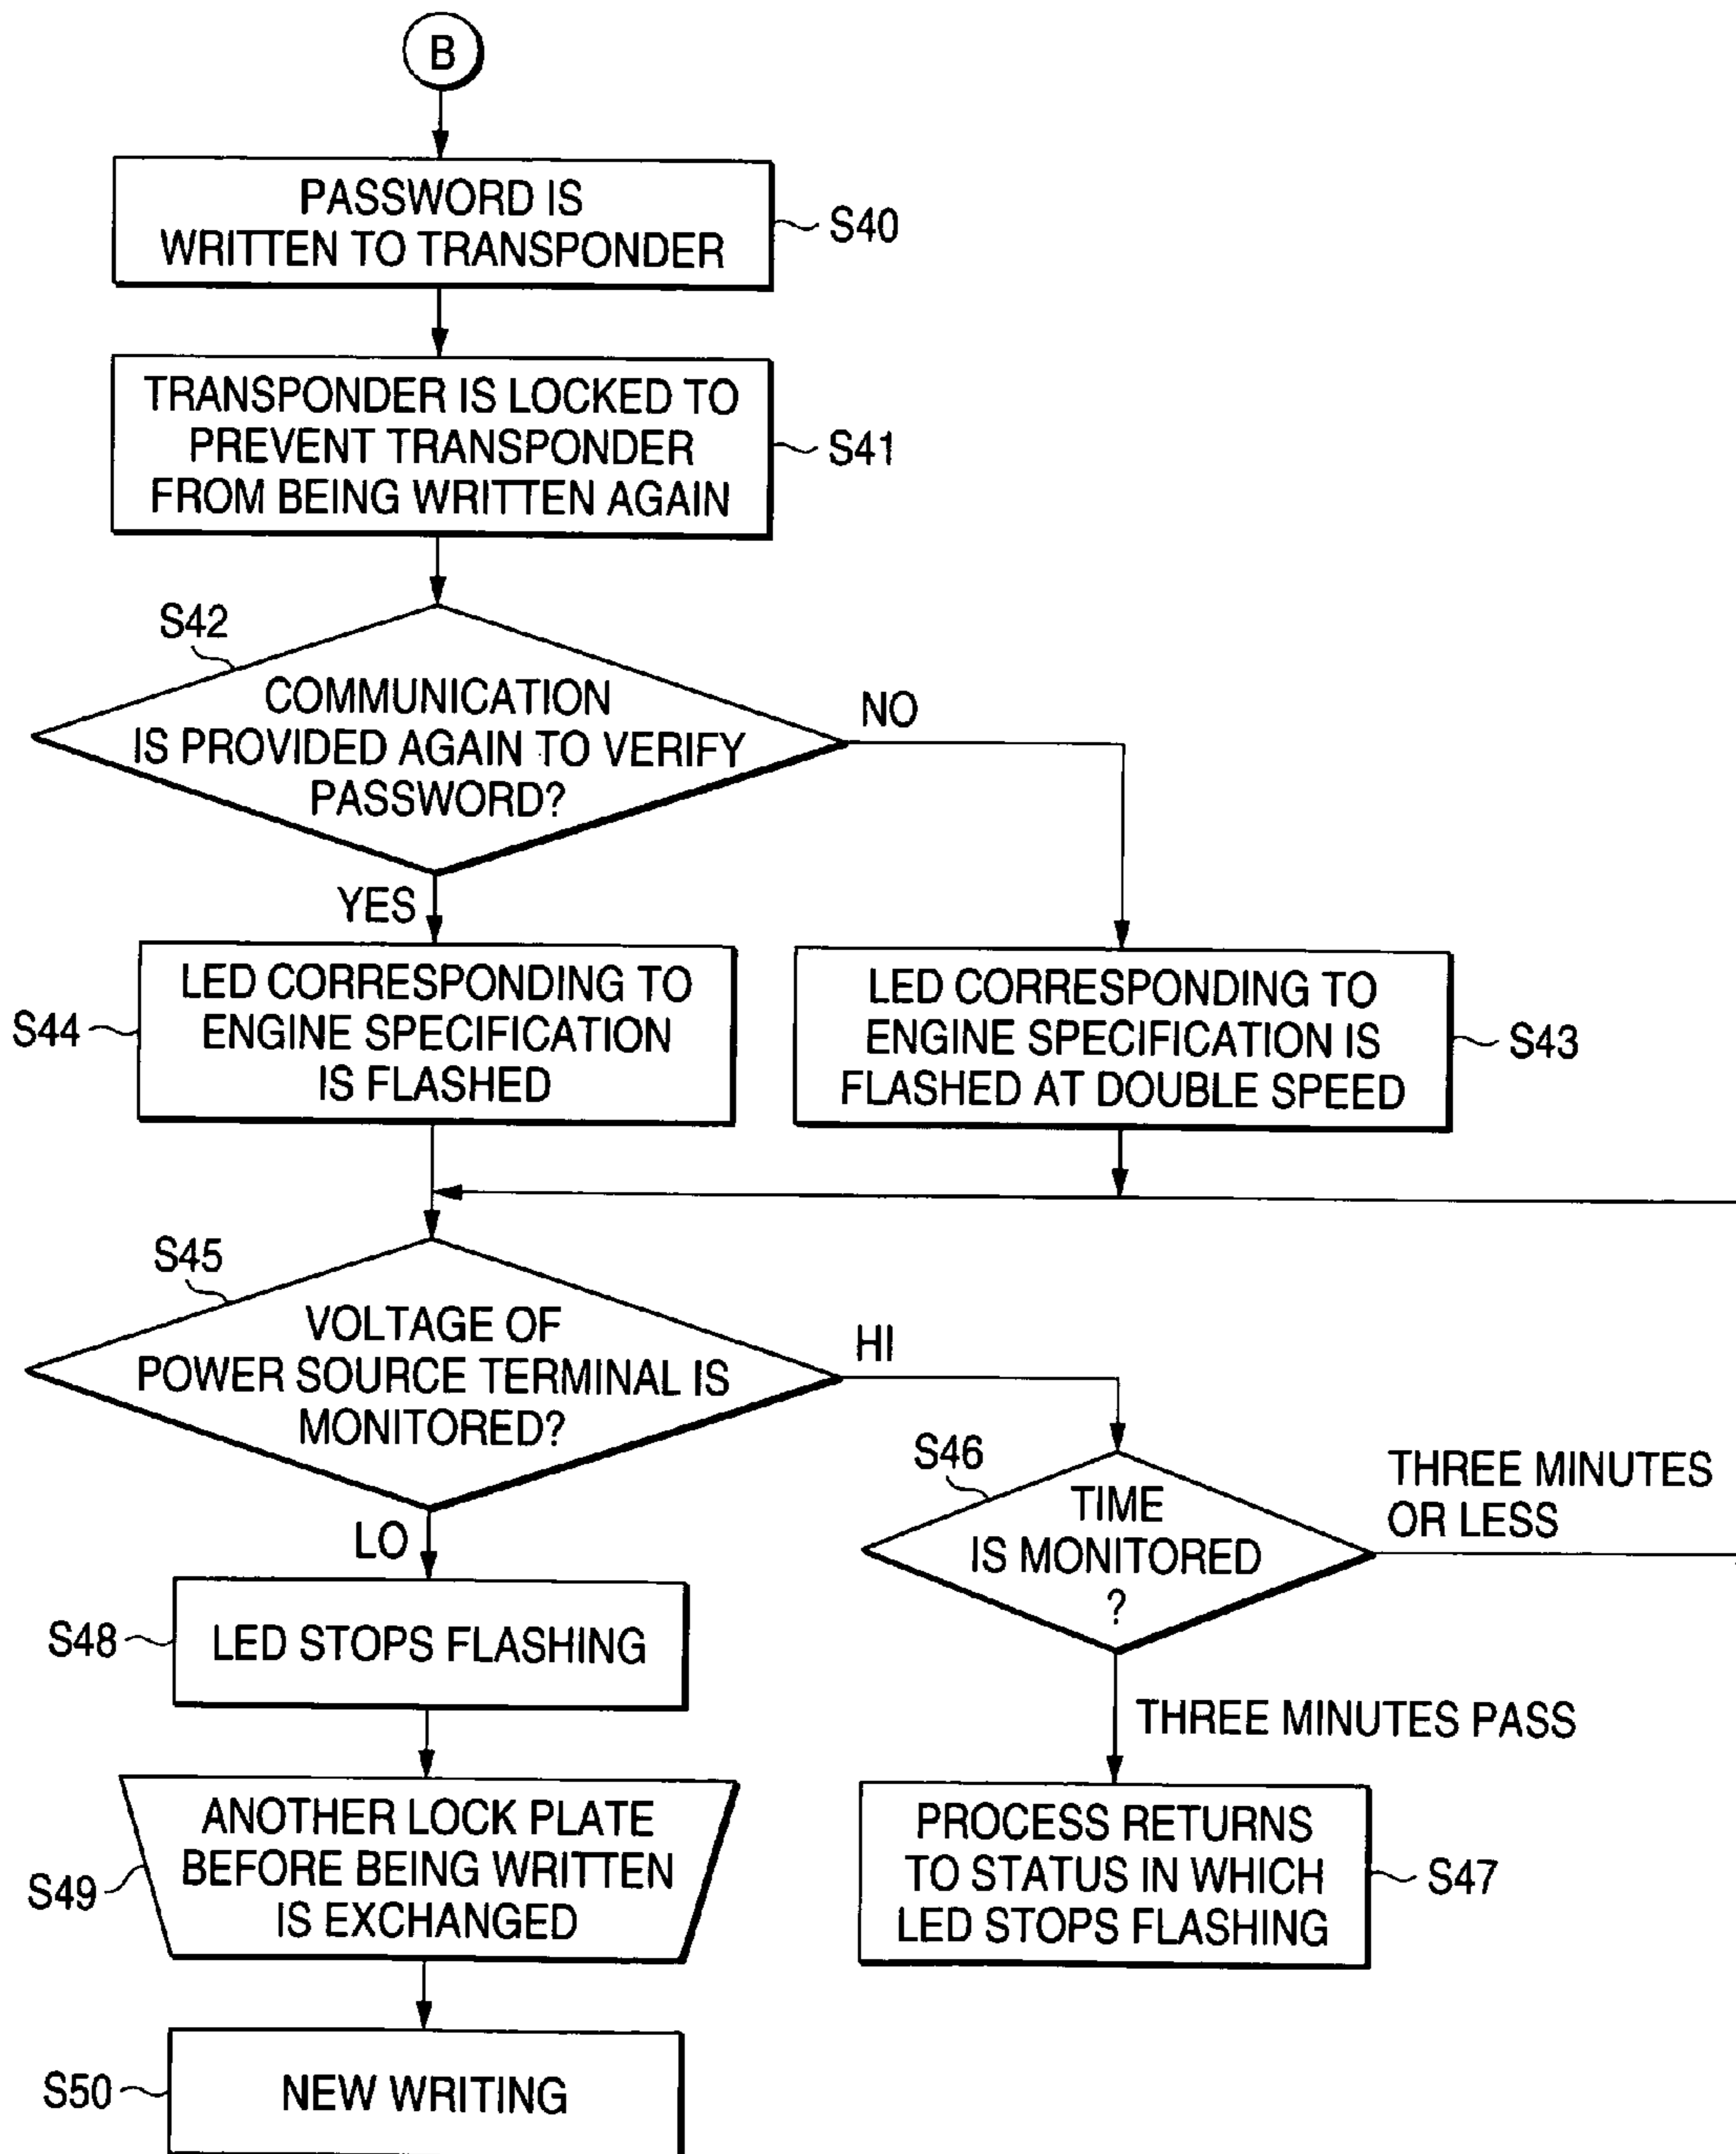 B
PASSWORD IS
WRITTEN TO TRANSPONDER
S40
TRANSPONDER IS LOCKED TO
PREVENT TRANSPONDER
FROM BEING WRITTEN AGAIN
S41
S42
COMMUNICATION
IS PROVIDED AGAIN TO VERIFY
PASSWORD?
NO
YES
S44
LED CORRESPONDING TO
ENGINE SPECIFICATION
IS FLASHED
LED CORRESPONDING TO
ENGINE SPECIFICATION IS
FLASHED AT DOUBLE SPEED
S43
S45
VOLTAGE OF
POWER SOURCE TERMINAL IS
MONITORED?
HI
LO
S46
TIME
IS MONITORED
?
THREE MINUTES
OR LESS
S48
LED STOPS FLASHING
THREE MINUTES PASS
S49
ANOTHER LOCK PLATE
BEFORE BEING WRITTEN
IS EXCHANGED
PROCESS RETURNS
TO STATUS IN WHICH
LED STOPS FLASHING
S47
S50
NEW WRITING